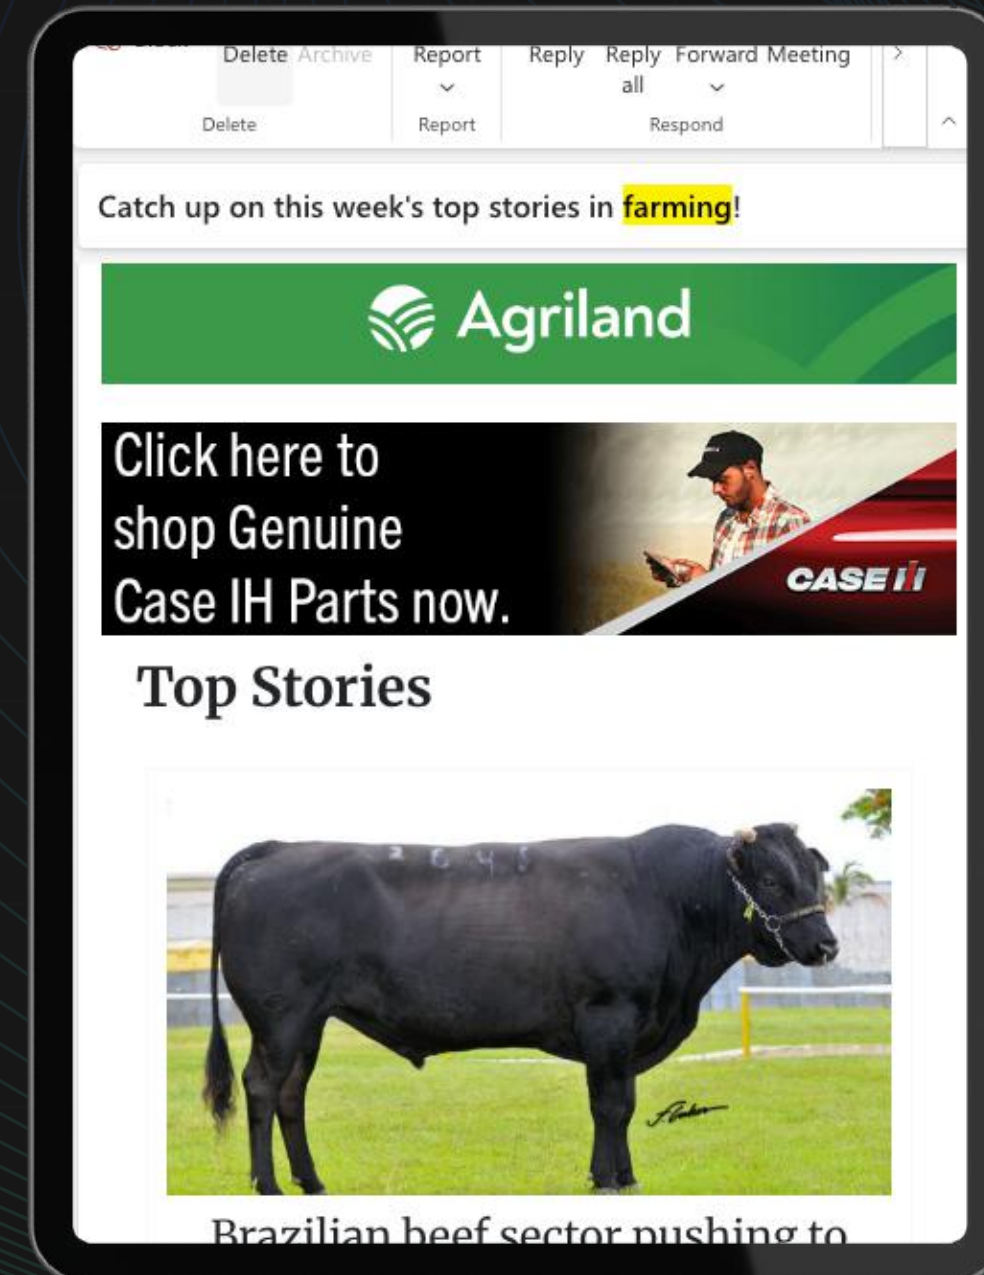 Delete Archive
Report
Reply
Reply all
Forward
Meeting
Delete
Report
Respond
Catch up on this week's top stories in farming!
Agriland
Click here to
shop Genuine
Case IH Parts now.
CASE IH
Top Stories
Brazilian beef sector pushing to